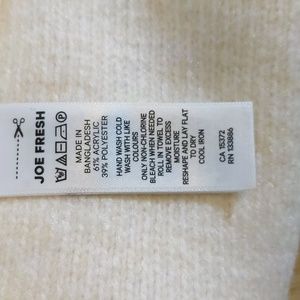 JOE FRESH
MADE IN
BANGLADESH
61% ACRYLIC
39% POLYESTER
HAND WASH COLD
WASH WITH LIKE
COLOURS
ONLY NON-CHLORINE
BLEACH WHEN NEEDED
ROLL IN TOWEL TO
REMOVE EXCESS
MOISTURE
RESHAPE AND LAY FLAT
TO DRY
COOL IRON
CA 15372
RN 133886